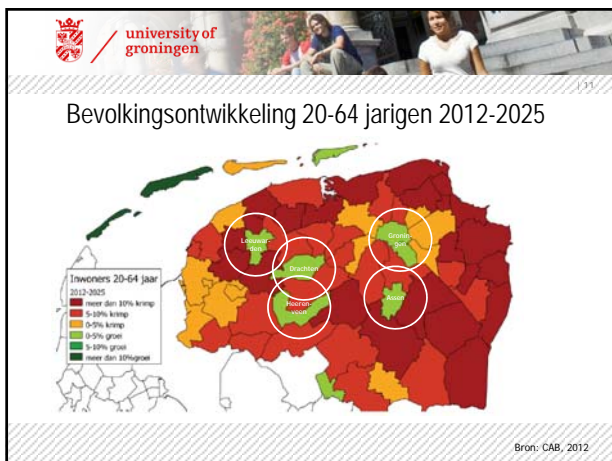 university of
groningen
| 11
Bevolkingsontwikkeling 20-64 jarigen 2012-2025
Leeuwar-
den
Gronin-
gen
Drachten
Heeren-
veen
Assen
Inwoners 20-64 jaar
2012-2025
meer dan 10% krimp
5-10% krimp
0-5% krimp
0-5% groei
5-10% groei
meer dan 10%groei
Bron: CAB, 2012